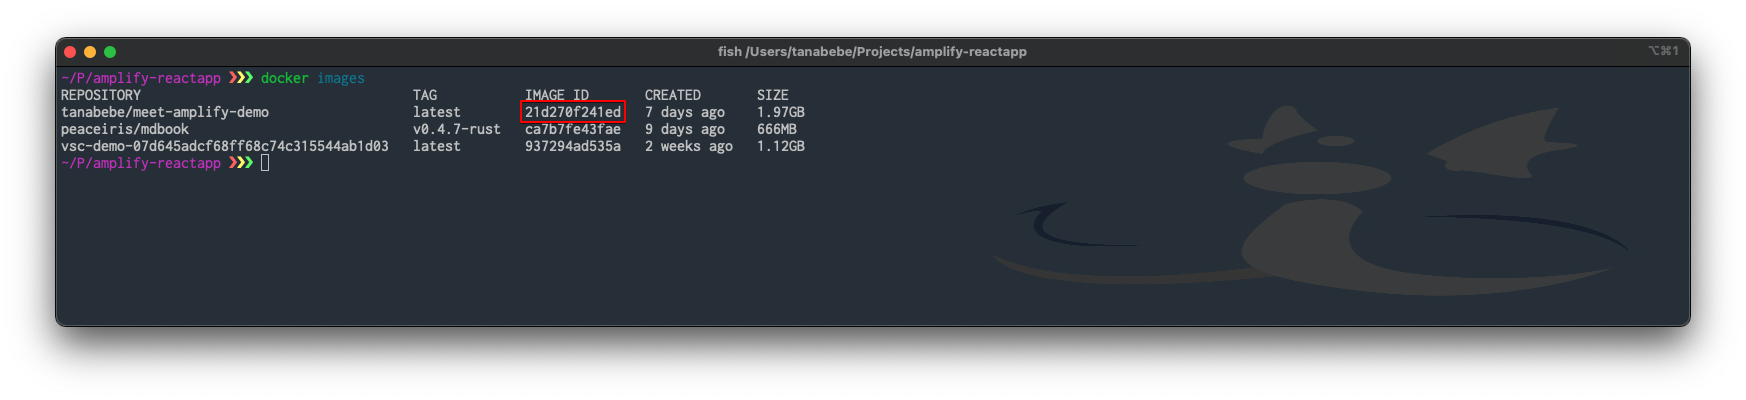 fish /Users/tanabebe/Projects/amplify-reactapp ⌥⌘1
~/P/amplify-reactapp ❯❯❯ docker images
REPOSITORY TAG IMAGE ID CREATED SIZE
tanabebe/meet-amplify-demo latest 21d270f241ed 7 days ago 1.97GB
peaceiris/mdbook v0.4.7-rust ca7b7fe43fae 9 days ago 666MB
vsc-demo-07d645adcf68ff68c74c315544ab1d03 latest 937294ad535a 2 weeks ago 1.12GB
~/P/amplify-reactapp ❯❯❯